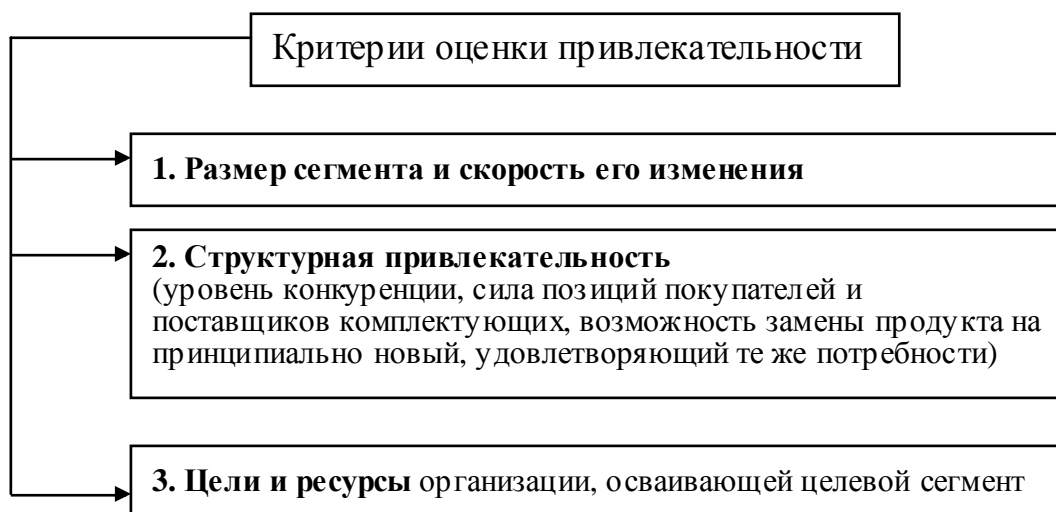 Критерии оценки привлекательности
1. Размер сегмента и скорость его изменения
2. Структурная привлекательность
(уровень конкуренции, сила позиций покупателей и
поставщиков комплектующих, возможность замены продукта на
принципиально новый, удовлетворяющий те же потребности)
3. Цели и ресурсы организации, осваивающей целевой сегмент